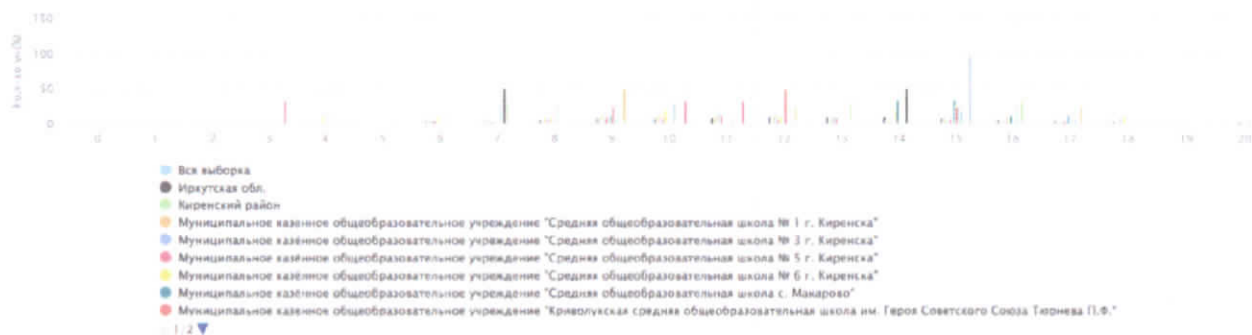 150
100
50
0
0 1 2 3 4 5 6 7 8 9 10 11 12 13 14 15 16 17 18 19 20
Вся выборка
Иркутская обл.
Киренский район
Муниципальное казённое общеобразовательное учреждение "Средняя общеобразовательная школа № 1 г. Киренска"
Муниципальное казённое общеобразовательное учреждение "Средняя общеобразовательная школа № 3 г. Киренска"
Муниципальное казённое общеобразовательное учреждение "Средняя общеобразовательная школа № 5 г. Киренска"
Муниципальное казённое общеобразовательное учреждение "Средняя общеобразовательная школа № 6 г. Киренска"
Муниципальное казённое общеобразовательное учреждение "Средняя общеобразовательная школа с. Макарово"
Муниципальное казённое общеобразовательное учреждение "Криволукская средняя общеобразовательная школа им. Героя Советского Союза Тюрнева П.Ф."
1/2